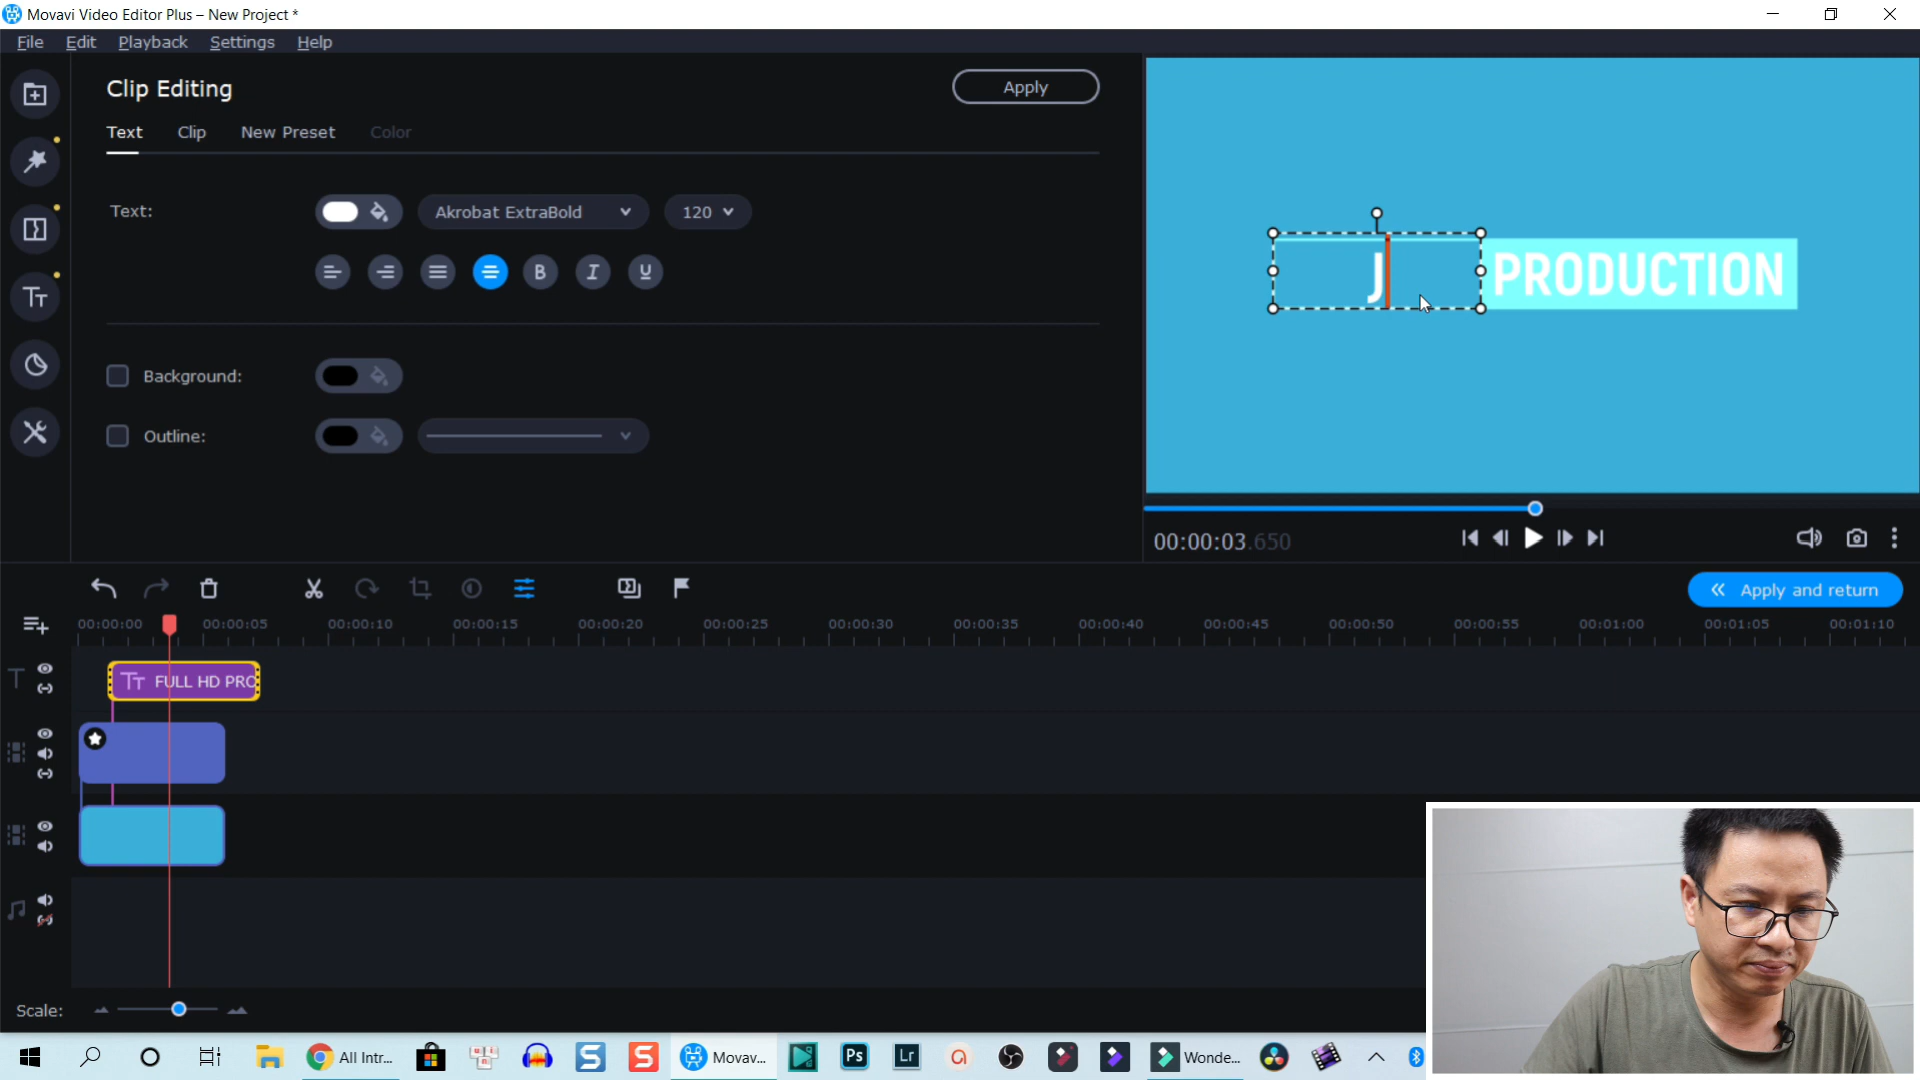 Movavi Video Editor Plus – New Project *
File Edit Playback Settings Help
Clip Editing
Apply
Text Clip New Preset Color
Text:
Akrobat ExtraBold
120
B I U
Background:
Outline:
J
PRODUCTION
00:00:03.650
Apply and return
00:00:00 00:00:05 00:00:10 00:00:15 00:00:20 00:00:25 00:00:30 00:00:35 00:00:40 00:00:45 00:00:50 00:00:55 00:01:00 00:01:05 00:01:10
Tт FULL HD PRO
Scale:
All Intr...
S
S
Movav...
Ps
Lr
Wonde...